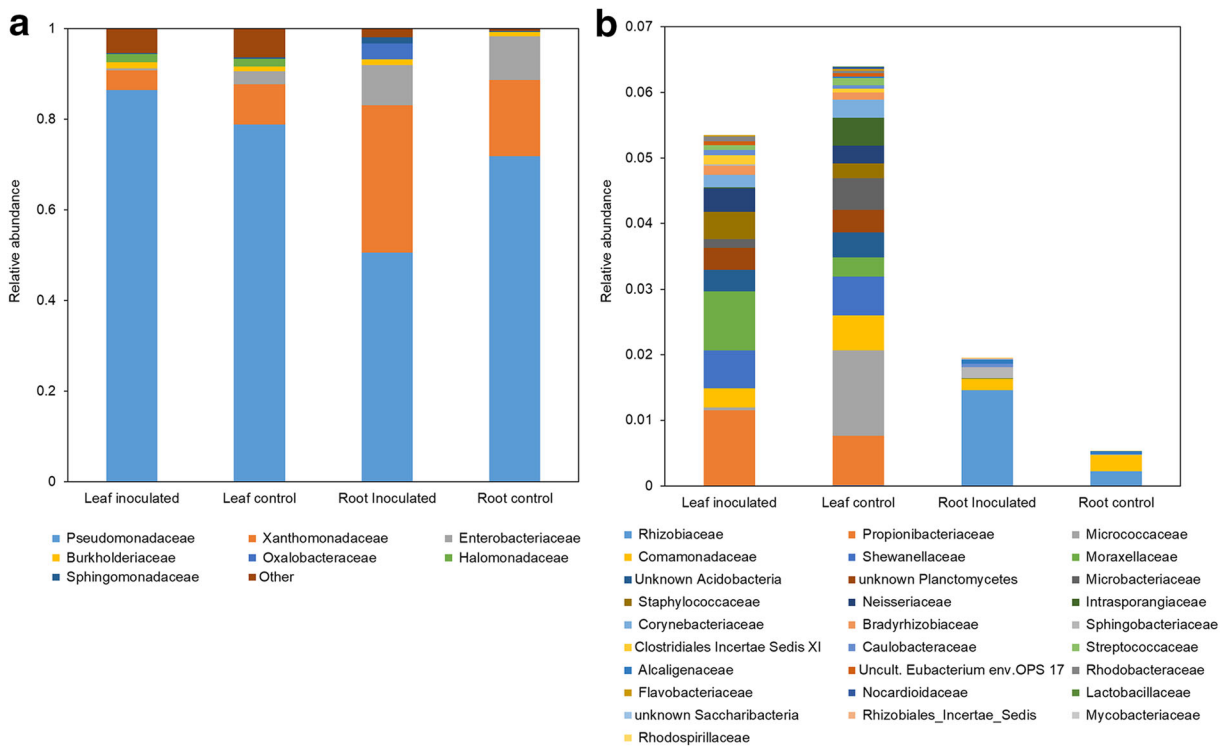 a
1
0.8
0.6
0.4
0.2
0
Relative abundance
Leaf inoculated Leaf control Root Inoculated Root control
Pseudomonadaceae Xanthomonadaceae Enterobacteriaceae
Burkholderiaceae Oxalobacteraceae Halomonadaceae
Sphingomonadaceae Other
b
0.07
0.06
0.05
0.04
0.03
0.02
0.01
0
Relative abundance
Leaf inoculated Leaf control Root Inoculated Root control
Rhizobiaceae Propionibacteriaceae Micrococcaceae
Comamonadaceae Shewanellaceae Moraxellaceae
Unknown Acidobacteria unknown Planctomycetes Microbacteriaceae
Staphylococcaceae Neisseriaceae Intrasporangiaceae
Corynebacteriaceae Bradyrhizobiaceae Sphingobacteriaceae
Clostridiales Incertae Sedis XI Caulobacteraceae Streptococcaceae
Alcaligenaceae Uncult. Eubacterium env.OPS 17 Rhodobacteraceae
Flavobacteriaceae Nocardioidaceae Lactobacillaceae
unknown Saccharibacteria Rhizobiales_Incertae_Sedis Mycobacteriaceae
Rhodospirillaceae